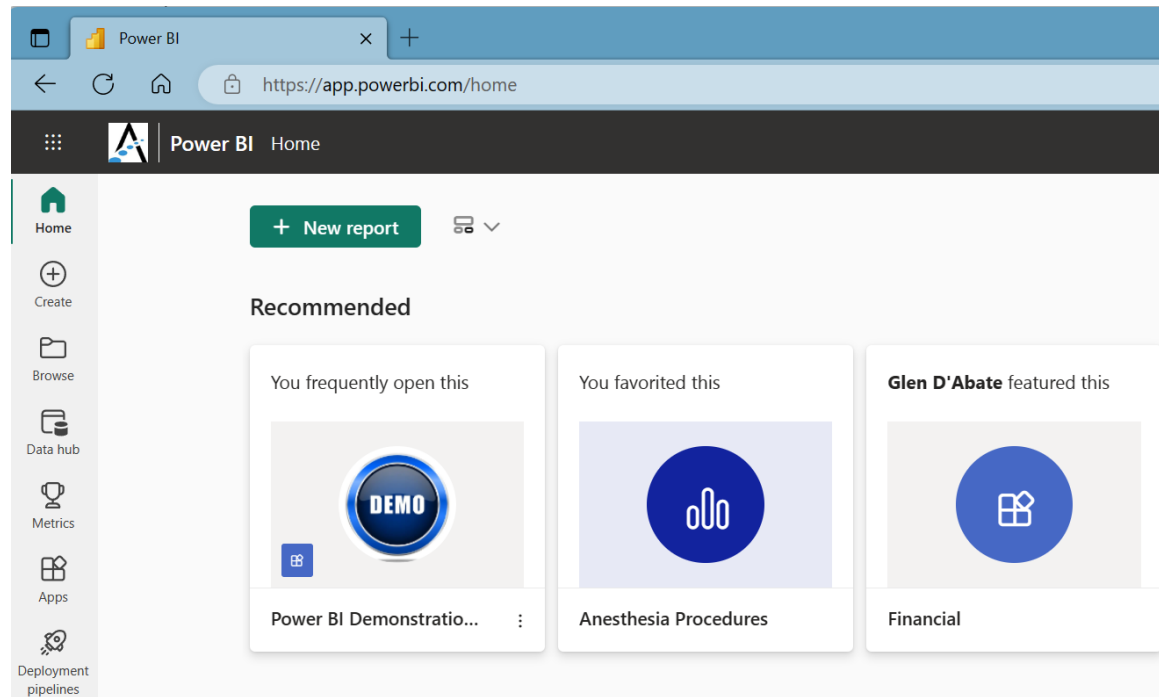 Power BI
https://app.powerbi.com/home
Power BI Home
Home
Create
Browse
Data hub
Metrics
Apps
Deployment
pipelines
New report
Recommended
You frequently open this
DEMO
Power BI Demonstratio...
You favorited this
Anesthesia Procedures
Glen D'Abate featured this
Financial